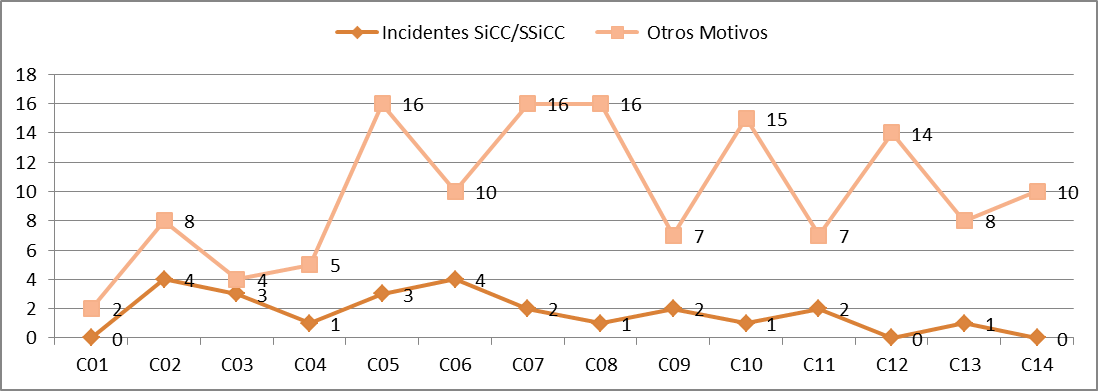 Incidentes SiCC/SSiCC Otros Motivos
18
16 16 16 16
14 15
12 14
10 10 10
8 8 8
6 7 7
4 5 4 4 4
2 2 3 3 2 2 2
0 0 1 1 1 0 1 0
C01 C02 C03 C04 C05 C06 C07 C08 C09 C10 C11 C12 C13 C14